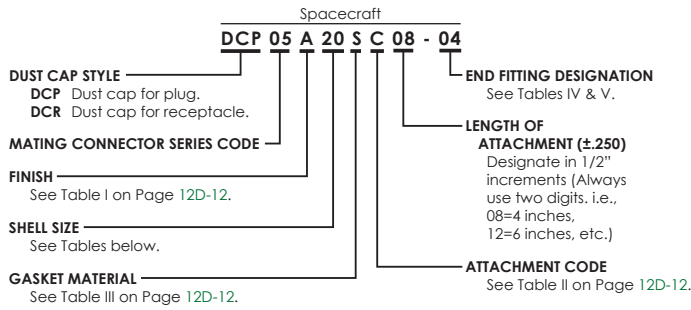 Spacecraft
DCP 05 A 20 S C 08 - 04
DUST CAP STYLE
DCP Dust cap for plug.
DCR Dust cap for receptacle.
MATING CONNECTOR SERIES CODE
FINISH
See Table I on Page 12D-12.
SHELL SIZE
See Tables below.
GASKET MATERIAL
See Table III on Page 12D-12.
END FITTING DESIGNATION
See Tables IV & V.
LENGTH OF
ATTACHMENT (±.250)
Designate in 1/2"
increments (Always
use two digits. i.e.,
08=4 inches,
12=6 inches, etc.)
ATTACHMENT CODE
See Table II on Page 12D-12.